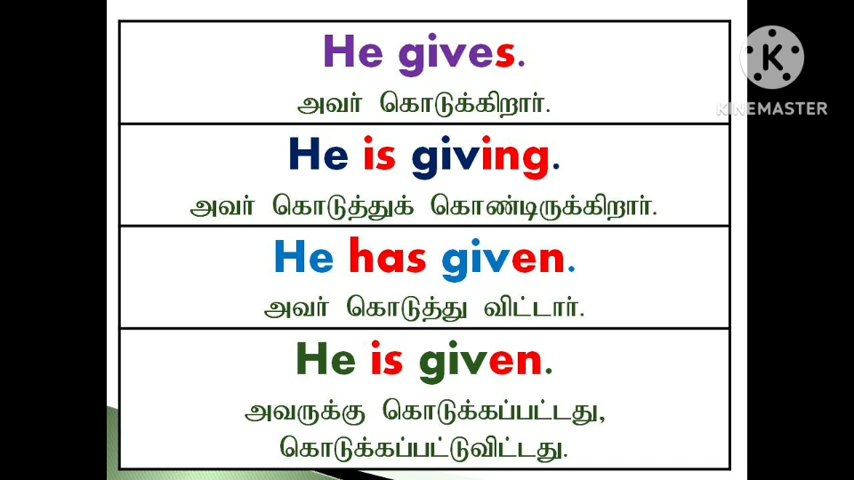 He gives.
அவர் கொடுக்கிறார்.
He is giving.
அவர் கொடுத்துக் கொண்டிருக்கிறார்.
He has given.
அவர் கொடுத்து விட்டார்.
He is given.
அவருக்கு கொடுக்கப்பட்டது,
கொடுக்கப்பட்டுவிட்டது.
K
KINEMASTER